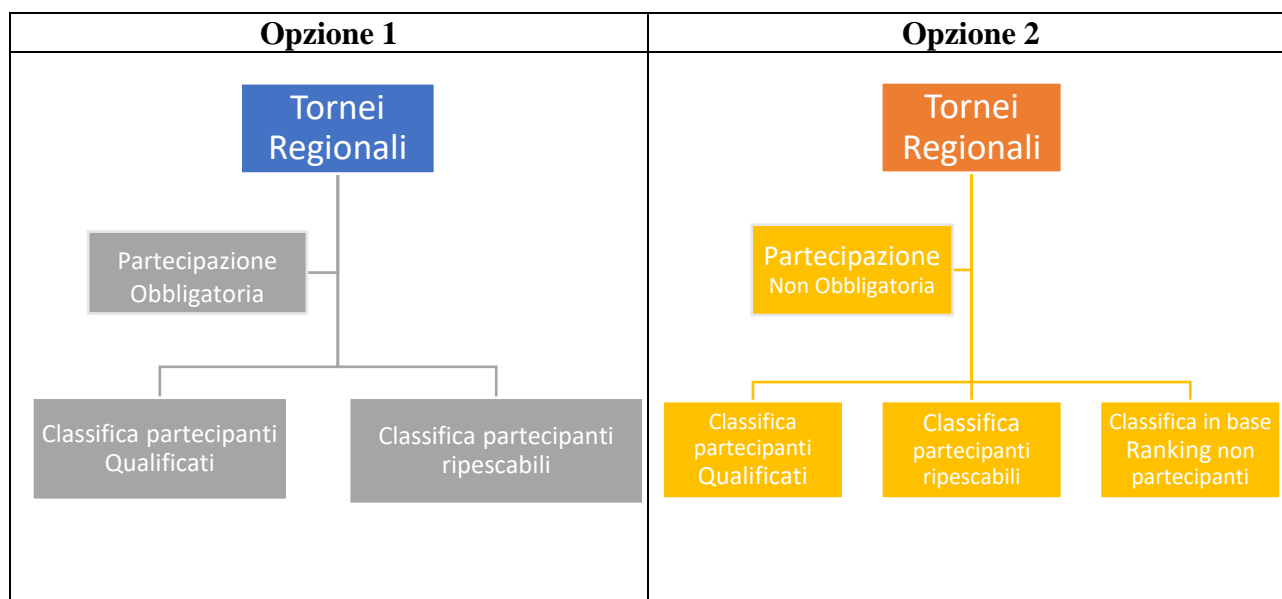 Opzione 1
Opzione 2
Tornei
Regionali
Partecipazione
Obbligatoria
Classifica partecipanti
Qualificati
Classifica partecipanti
ripescabili
Tornei
Regionali
Partecipazione
Non Obbligatoria
Classifica
partecipanti
Qualificati
Classifica
partecipanti
ripescabili
Classifica in base
Ranking non
partecipanti